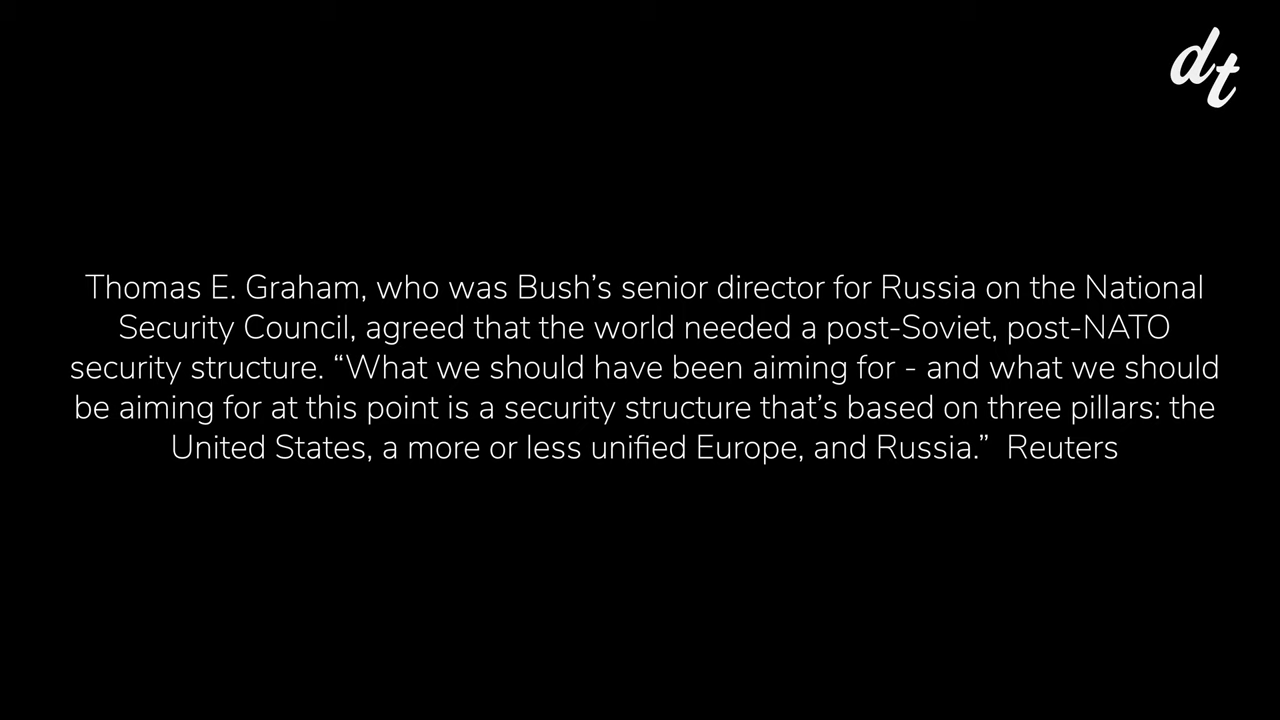 dt
Thomas E. Graham, who was Bush’s senior director for Russia on the National
Security Council, agreed that the world needed a post-Soviet, post-NATO
security structure. “What we should have been aiming for - and what we should
be aiming for at this point is a security structure that’s based on three pillars: the
United States, a more or less unified Europe, and Russia.”  Reuters